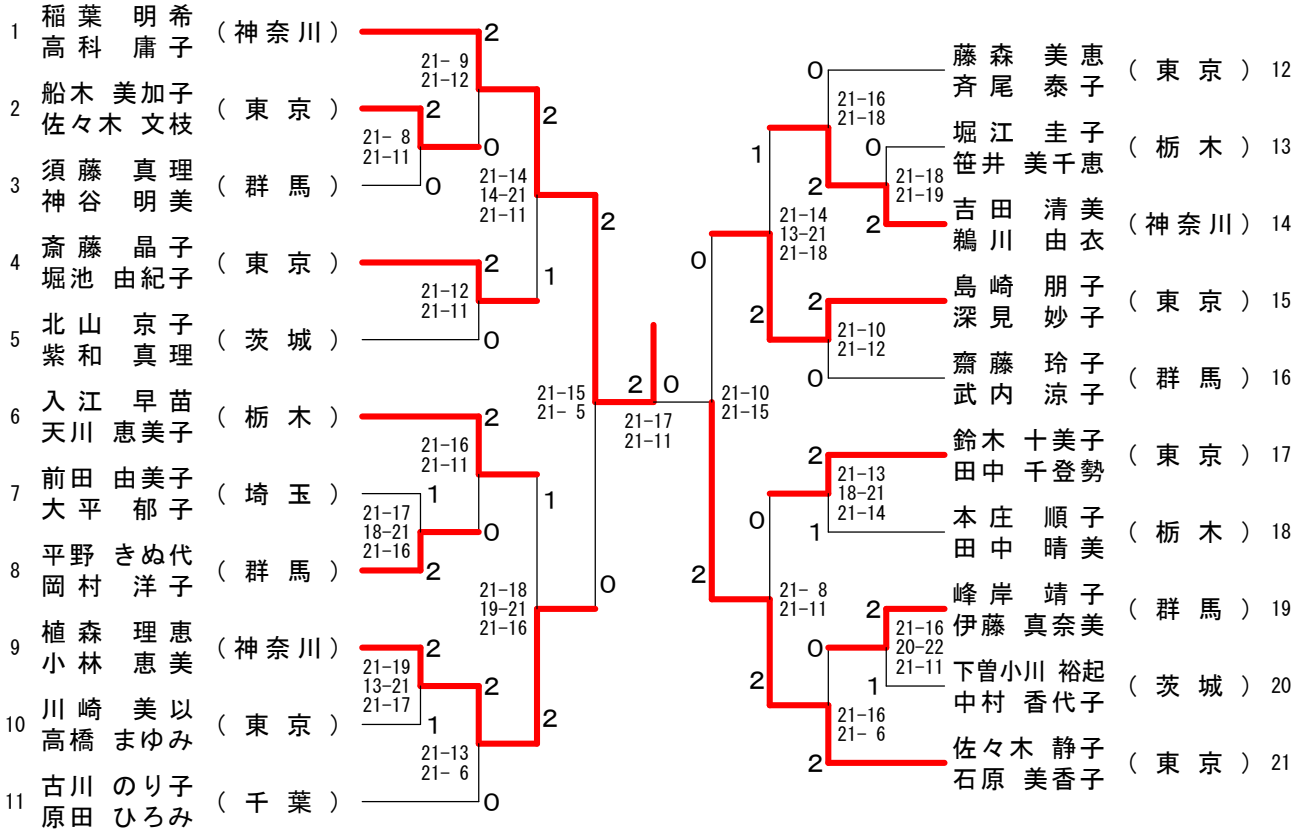 1 稲葉 明希 (神奈川) 2
高科 庸子
21- 9
21-12
2 船木 美加子 (東京) 2
佐々木 文枝
21- 8
21-11
0
3 須藤 真理 (群馬) 0
神谷 明美
2
21-14
14-21
21-11
4 斎藤 晶子 (東京) 2
堀池 由紀子
21-12
21-11
1
5 北山 京子 (茨城) 0
紫和 真理
2
21-15
21- 5
6 入江 早苗 (栃木) 2
天川 恵美子
21-16
21-11
7 前田 由美子 (埼玉) 1
大平 郁子
21-17
18-21
21-16
0
8 平野 きぬ代 (群馬) 2
岡村 洋子
1
21-18
19-21
21-16
0
9 植森 理恵 (神奈川) 2
小林 恵美
21-19
13-21
21-17
2
10 川崎 美以 (東京) 1
高橋 まゆみ
21-13
21- 6
2
11 古川 のり子 (千葉) 0
原田 ひろみ
2 0
21-17
21-11
0 藤森 美恵 (東京) 12
斉尾 泰子
21-16
21-18
0 堀江 圭子 (栃木) 13
笹井 美千恵
21-18
21-19
2
2 吉田 清美 (神奈川) 14
鵜川 由衣
1
21-14
13-21
21-18
0
2 島崎 朋子 (東京) 15
深見 妙子
21-10
21-12
2
0 齋藤 玲子 (群馬) 16
武内 涼子
21-10
21-15
2 鈴木 十美子 (東京) 17
田中 千登勢
21-13
18-21
21-14
0
1 本庄 順子 (栃木) 18
田中 晴美
2
21- 8
21-11
2 峰岸 靖子 (群馬) 19
伊藤 真奈美
21-16
20-22
21-11
0
1 下曽小川 裕起 (茨城) 20
中村 香代子
2
21-16
21- 6
2 佐々木 静子 (東京) 21
石原 美香子